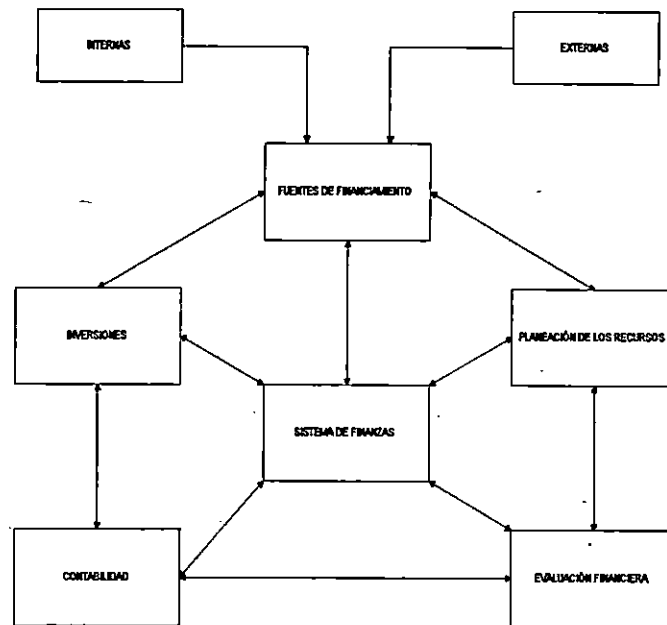 INTERNAS
EXTERNAS
FUENTES DE FINANCIAMIENTO
INVERSIONES
PLANEACIÓN DE LOS RECURSOS
SISTEMA DE FINANZAS
CONTABILIDAD
EVALUACIÓN FINANCIERA